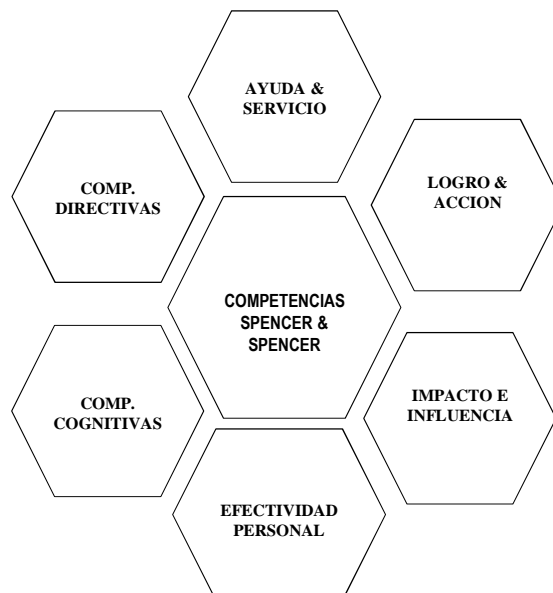 AYUDA &
SERVICIO
COMP.
DIRECTIVAS
LOGRO &
ACCION
COMPETENCIAS
SPENCER &
SPENCER
COMP.
COGNITIVAS
IMPACTO E
INFLUENCIA
EFECTIVIDAD
PERSONAL